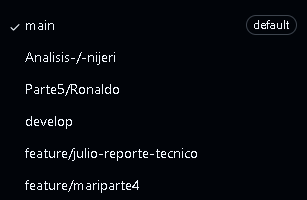 main default
Analisis-/-nijeri
Parte5/Ronaldo
develop
feature/julio-reporte-tecnico
feature/mariparte4